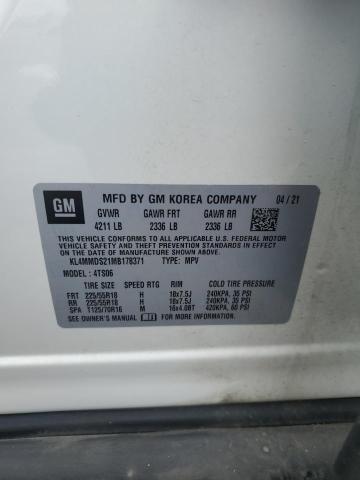 GM
MFD BY GM KOREA COMPANY 04/21
GVWR GAWR FRT GAWR RR
4211 LB 2336 LB 2336 LB
THIS VEHICLE CONFORMS TO ALL APPLICABLE U.S. FEDERAL MOTOR
VEHICLE SAFETY AND THEFT PREVENTION STANDARDS IN EFFECT ON
THE DATE OF MANUFACTURE SHOWN ABOVE.
KL4MMDS21MB178371 TYPE: MPV
MODEL: 4TS06
TIRE SIZE SPEED RTG RIM COLD TIRE PRESSURE
FRT 225/55R18 H 18x7.5J 240KPA, 35 PSI
RR 225/55R18 H 18x7.5J 240KPA, 35 PSI
SPA T125/70R16 M 16x4.0BT 420KPA, 60 PSI
SEE OWNER'S MANUAL FOR MORE INFORMATION.